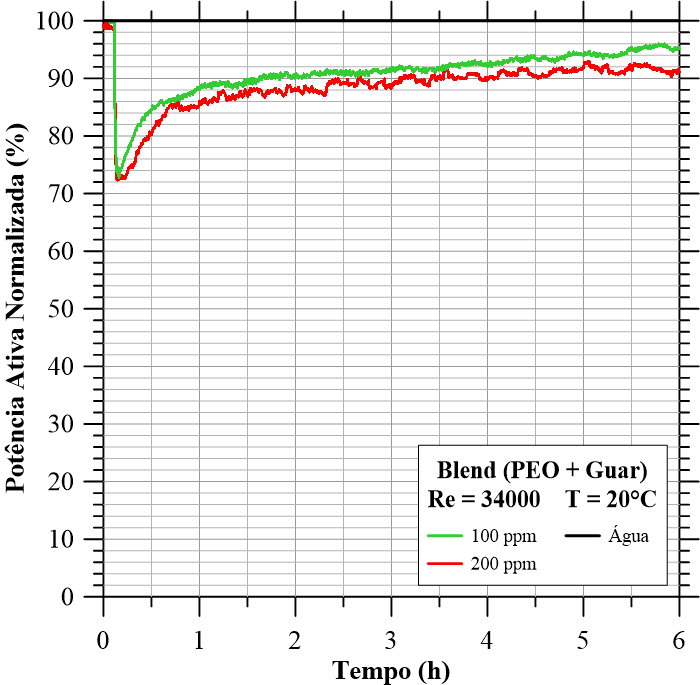 Potência Ativa Normalizada (%)
100
90
80
70
60
50
40
30
20
10
0
0 1 2 3 4 5 6
Tempo (h)
Blend (PEO + Guar)
Re = 34000 T = 20°C
100 ppm Água
200 ppm